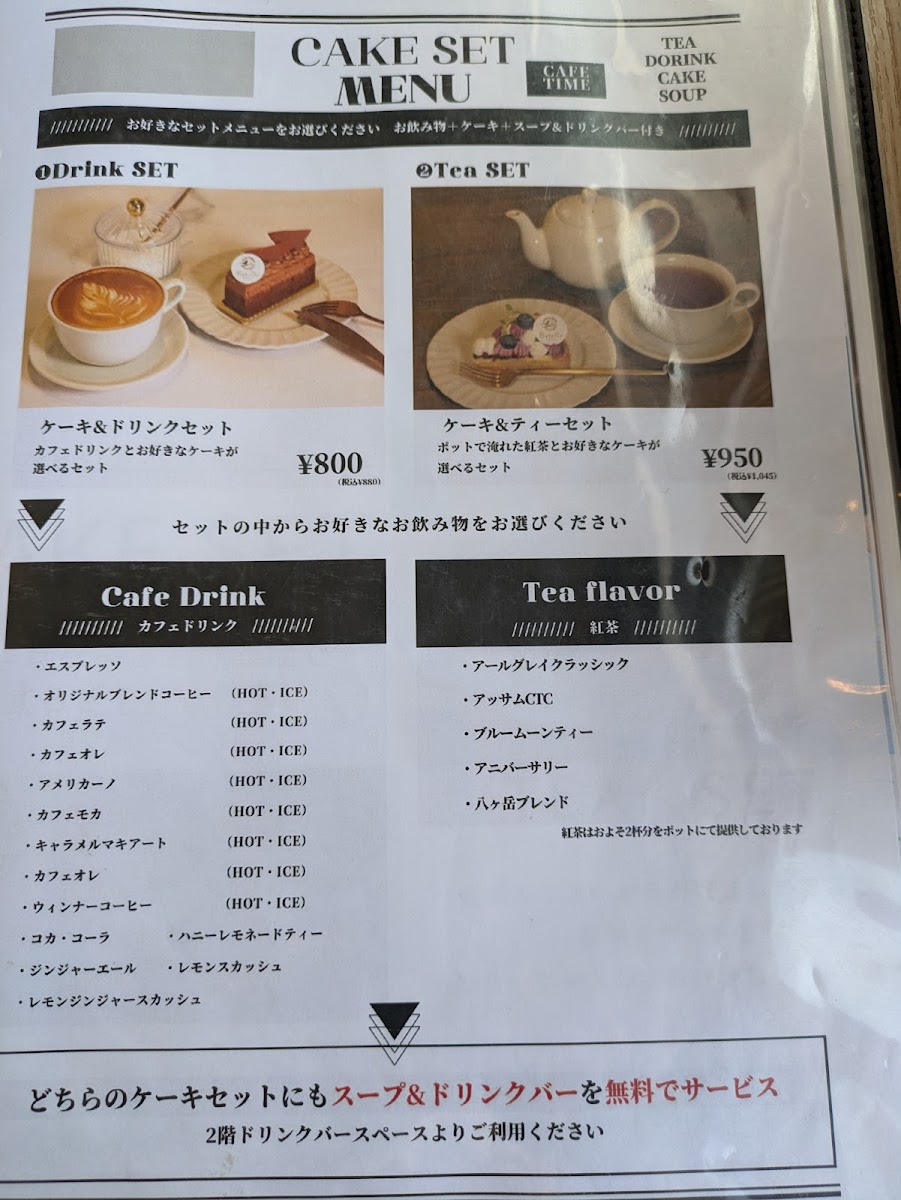 CAKE SET
MENU
CAFE
TIME
TEA
DORINK
CAKE
SOUP
お好きなセットメニューをお選びください お飲み物+ケーキ+スープ&ドリンクバー付き
❶Drink SET
❷Tea SET
ケーキ&ドリンクセット
カフェドリンクとお好きなケーキが
選べるセット
¥800
(税込¥880)
ケーキ&ティーセット
ポットで淹れた紅茶とお好きなケーキが
選べるセット
¥950
(税込¥1,045)
セットの中からお好きなお飲み物をお選びください
Cafe Drink
カフェドリンク
・エスプレッソ
・オリジナルブレンドコーヒー (HOT・ICE)
・カフェラテ (HOT・ICE)
・カフェオレ (HOT・ICE)
・アメリカーノ (HOT・ICE)
・カフェモカ (HOT・ICE)
・キャラメルマキアート (HOT・ICE)
・カフェオレ (HOT・ICE)
・ウィンナーコーヒー (HOT・ICE)
・コカ・コーラ ・ハニーレモネードティー
・ジンジャーエール ・レモンスカッシュ
・レモンジンジャースカッシュ
Tea flavor
紅茶
・アールグレイクラッシック
・アッサムCTC
・ブルームーンティー
・アニバーサリー
・八ヶ岳ブレンド
紅茶はおよそ2杯分をポットにて提供しております
どちらのケーキセットにもスープ&ドリンクバーを無料でサービス
2階ドリンクバースペースよりご利用ください